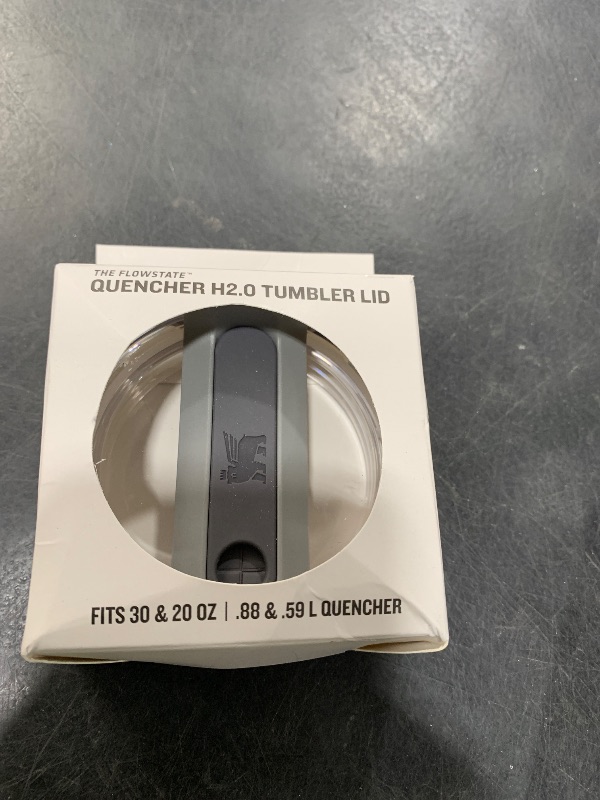 THE FLOWSTATE™
QUENCHER H2.0 TUMBLER LID
FITS 30 & 20 OZ | .88 & .59 L QUENCHER